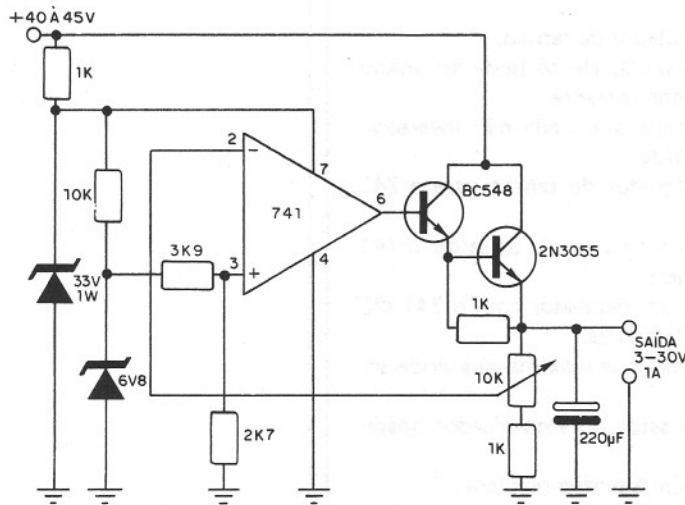 +40 À 45V
1K
2
7
BC548
10K
741
6
3K9
2N3055
3
4
33V
1W
1K
SAÍDA
3-30V
1A
10K
6V8
2K7
1K
220µF